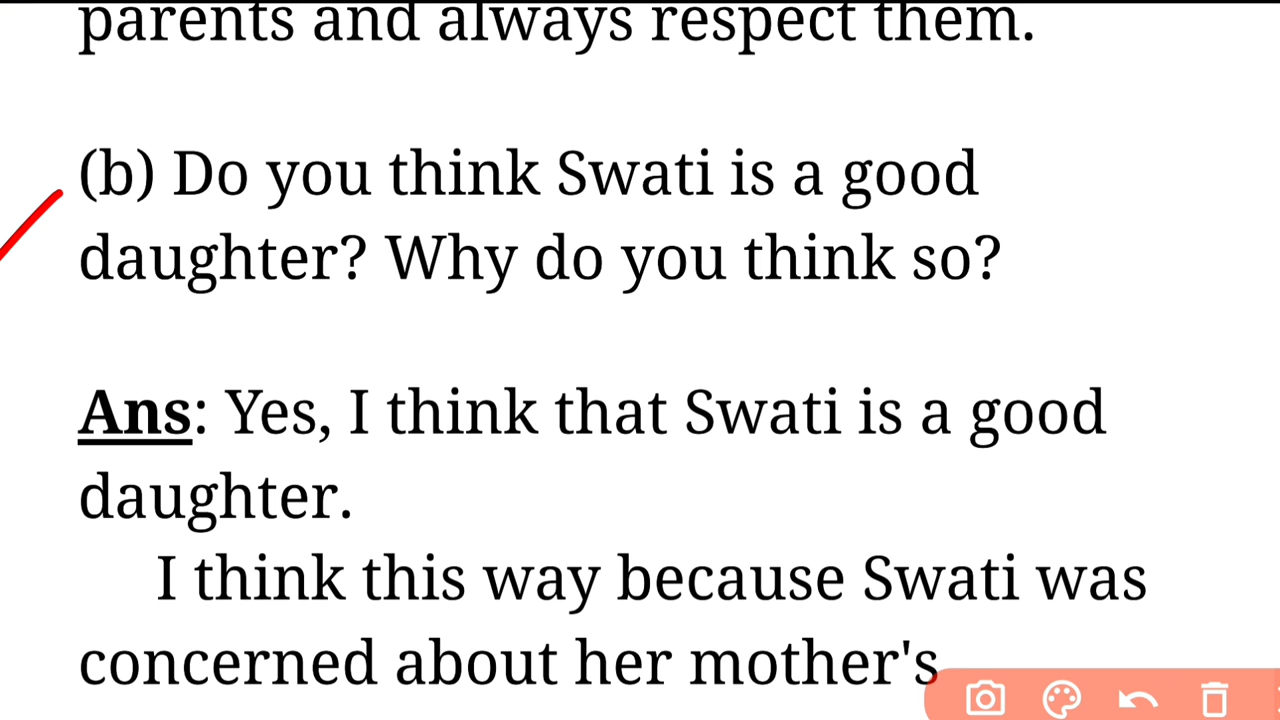 parents and always respect them.
(b) Do you think Swati is a good
daughter? Why do you think so?
Ans: Yes, I think that Swati is a good
daughter.
I think this way because Swati was
concerned about her mother's